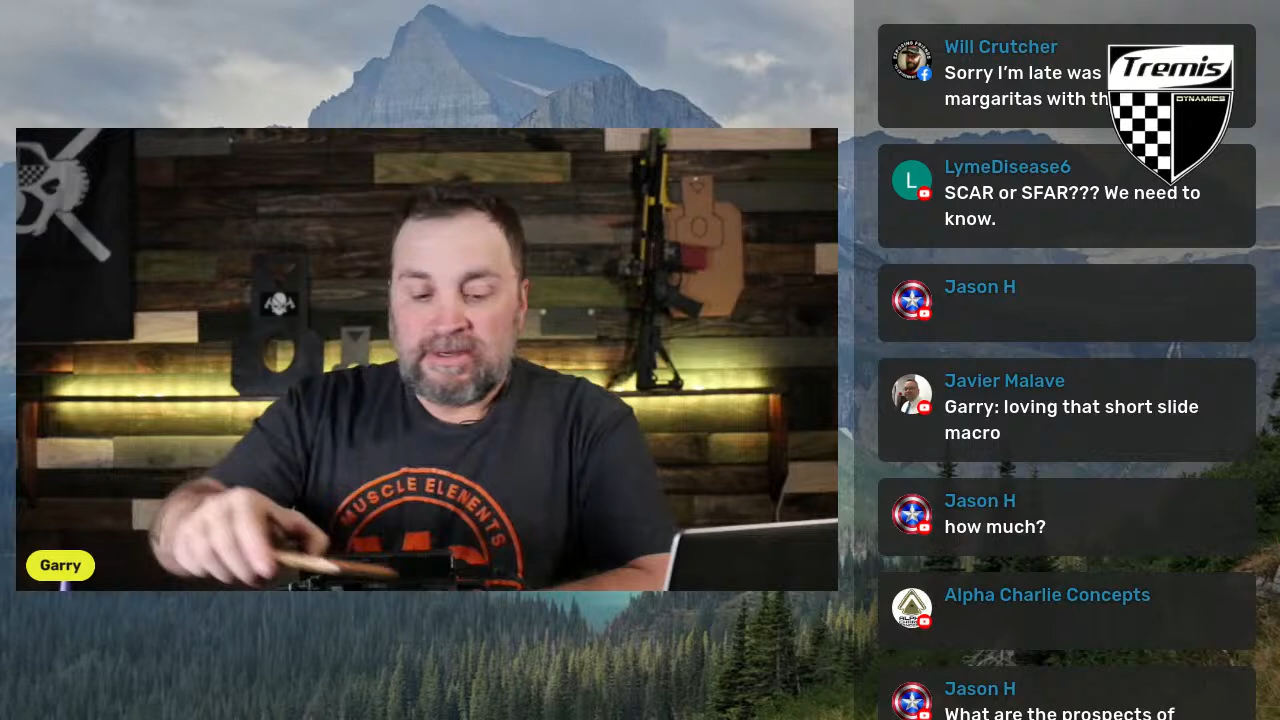 Will Crutcher
Sorry I'm late was
margaritas with th
Tremis
DYNAMICS
LymeDisease6
L
SCAR or SFAR??? We need to
know.
Jason H
Javier Malave
Garry: loving that short slide
macro
Jason H
how much?
Alpha Charlie Concepts
Jason H
What are the prospects of
MUSCLE ELEMENTS
Garry